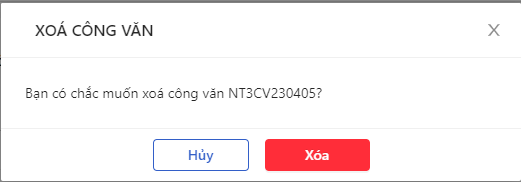 XOÁ CÔNG VĂN
Bạn có chắc muốn xoá công văn NT3CV230405?
Hủy
Xóa